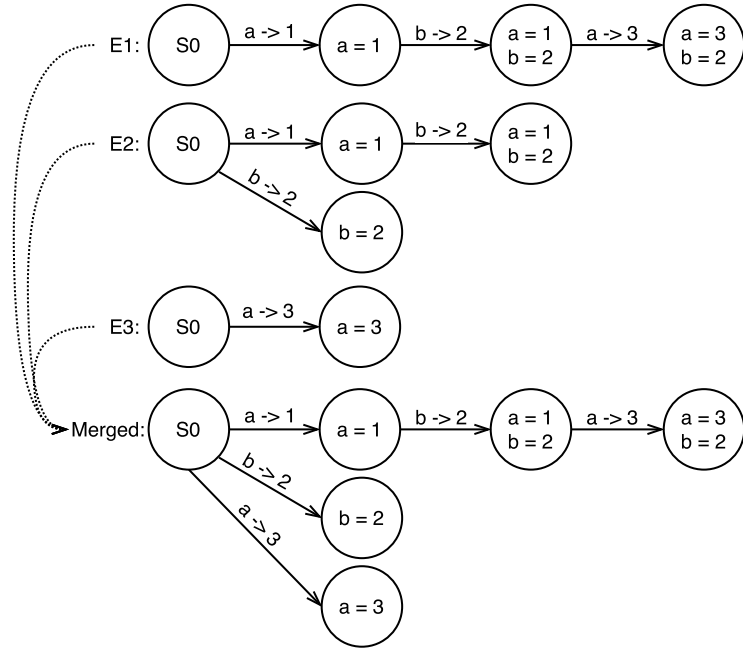 E1: S0 a -> 1 a = 1 b -> 2 a = 1 a -> 3 a = 3
b = 2 b = 2
E2: S0 a -> 1 a = 1 b -> 2 a = 1
b = 2
b -> 2
b = 2
E3: S0 a -> 3 a = 3
Merged: S0 a -> 1 a = 1 b -> 2 a = 1 a -> 3 a = 3
b = 2 b = 2
b -> 2
b = 2
a -> 3
a = 3